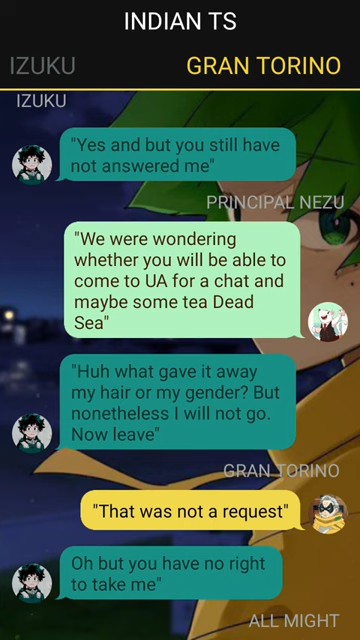 INDIAN TS
IZUKU
GRAN TORINO
IZUKU
"Yes and but you still have
not answered me"
PRINCIPAL NEZU
"We were wondering
whether you will be able to
come to UA for a chat and
maybe some tea Dead
Sea"
"Huh what gave it away
my hair or my gender? But
nonetheless I will not go.
Now leave"
GRAN TORINO
"That was not a request"
Oh but you have no right
to take me"
ALL MIGHT